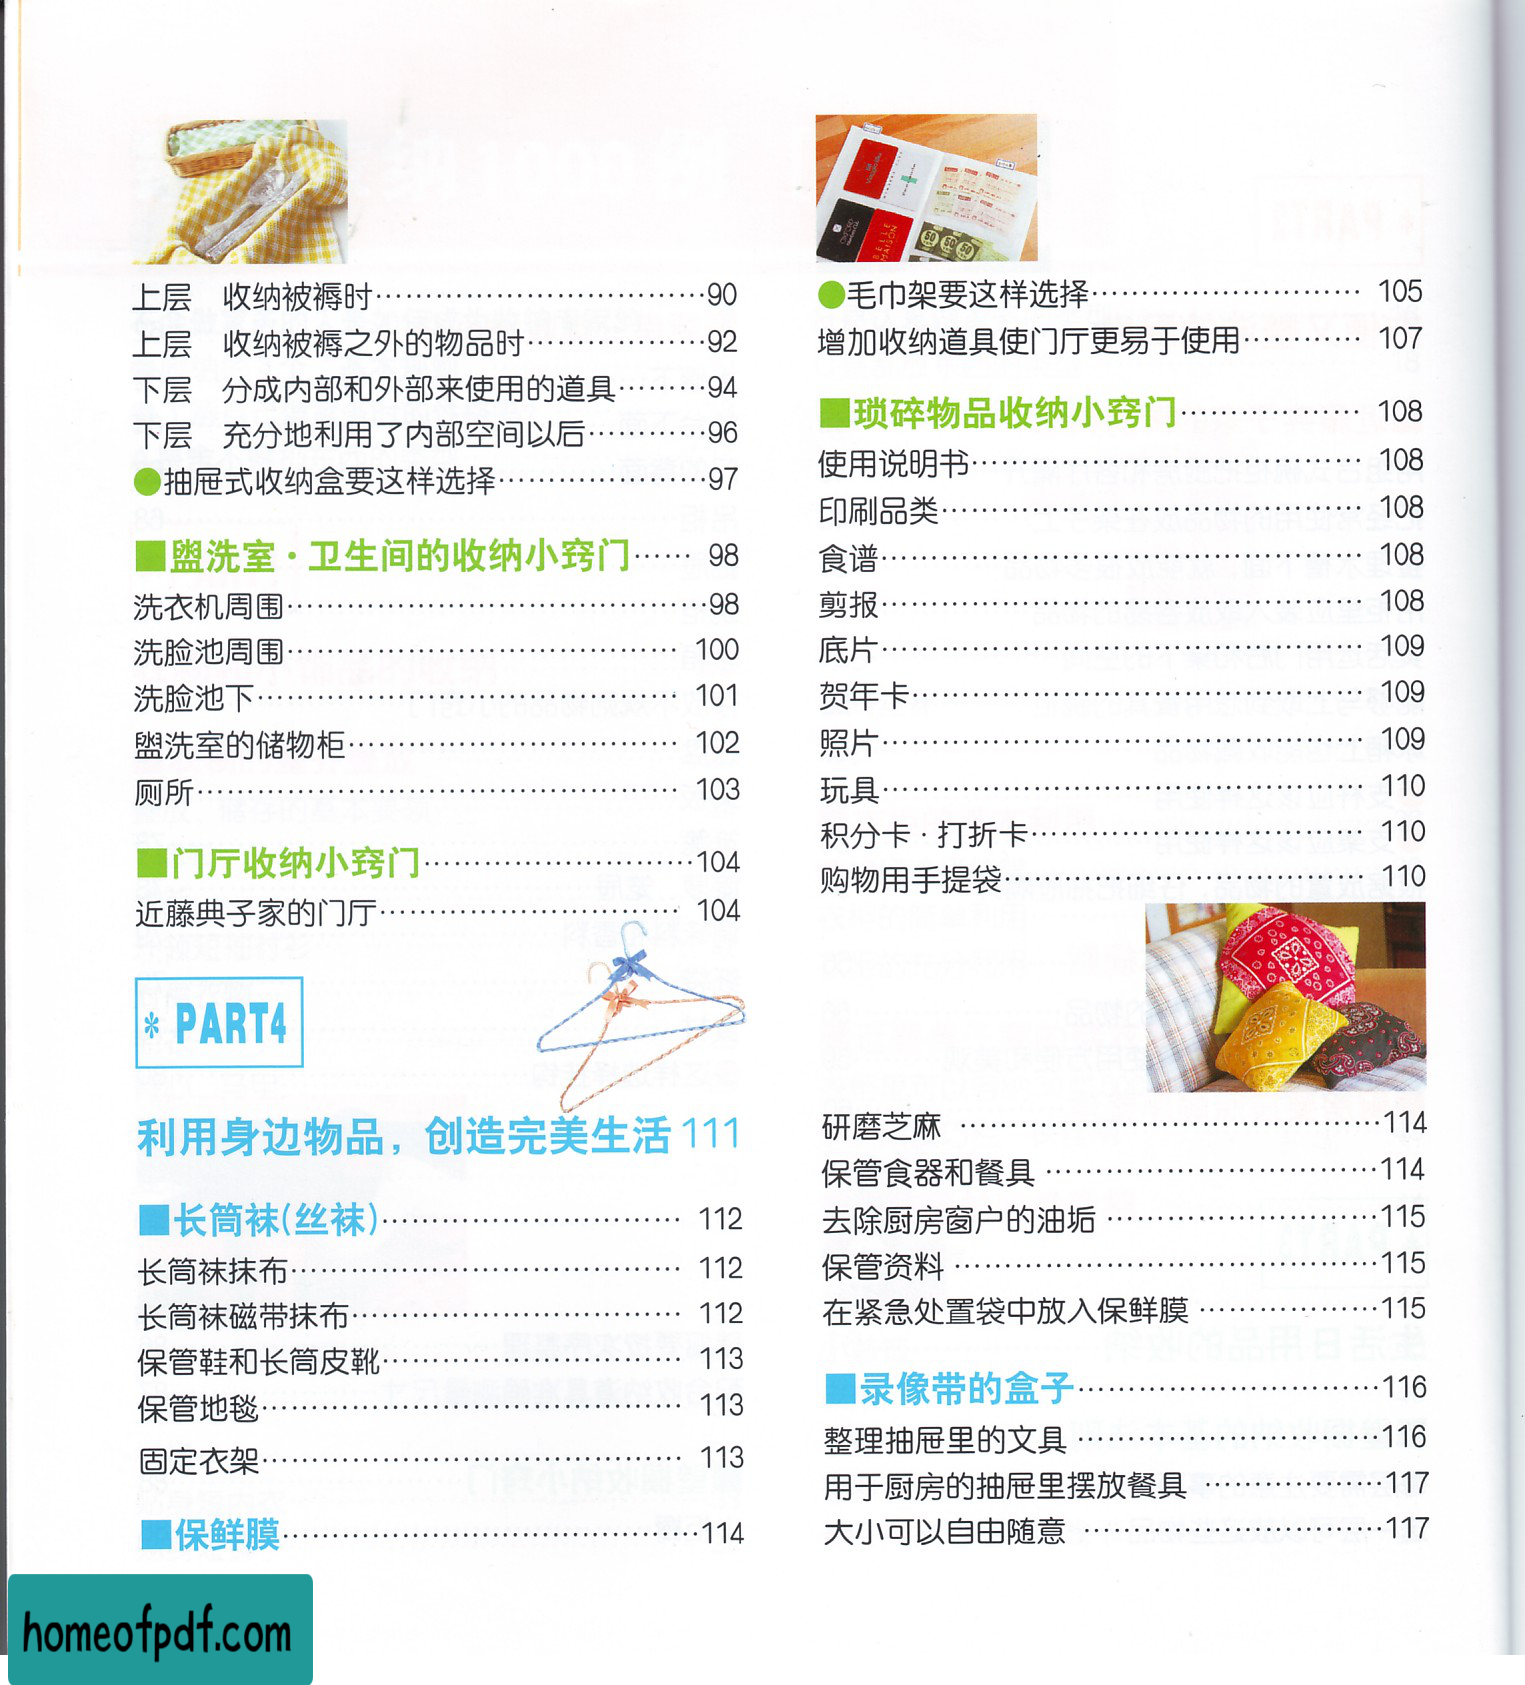 上层 收纳被褥时……………………………90
上层 收纳被褥之外的物品时………………92
下层 分成内部和外部来使用的道具………94
下层 充分地利用了内部空间以后…………96
●抽屉式收纳盒要这样选择…………………97
■盥洗室·卫生间的收纳小窍门…… 98
洗衣机周围……………………………………98
洗脸池周围………………………………… 100
洗脸池下…………………………………… 101
盥洗室的储物柜…………………………… 102
厕所………………………………………… 103
■门厅收纳小窍门………………………104
近藤典子家的门厅………………………… 104
* PART4
利用身边物品，创造完美生活 111
■长筒袜(丝袜)………………………… 112
长筒袜抹布………………………………… 112
长筒袜磁带抹布…………………………… 112
保管鞋和长筒皮靴………………………… 113
保管地毯…………………………………… 113
固定衣架…………………………………… 113
■保鲜膜……………………………………114
●毛巾架要这样选择……………………… 105
增加收纳道具使门厅更易于使用………… 107
■琐碎物品收纳小窍门……………… 108
使用说明书………………………………… 108
印刷品类…………………………………… 108
食谱………………………………………… 108
剪报………………………………………… 108
底片………………………………………… 109
贺年卡……………………………………… 109
照片………………………………………… 109
玩具………………………………………… 110
积分卡·打折卡…………………………… 110
购物用手提袋……………………………… 110
研磨芝麻 ……………………………………114
保管食器和餐具 ……………………………114
去除厨房窗户的油垢 ………………………115
保管资料 ……………………………………115
在紧急处置袋中放入保鲜膜 ………………115
■录像带的盒子…………………………116
整理抽屉里的文具 …………………………116
用于厨房的抽屉里摆放餐具 ………………117
大小可以自由随意 …………………………117
BELLE
MAISON
50
50
50
homeofpdf.com